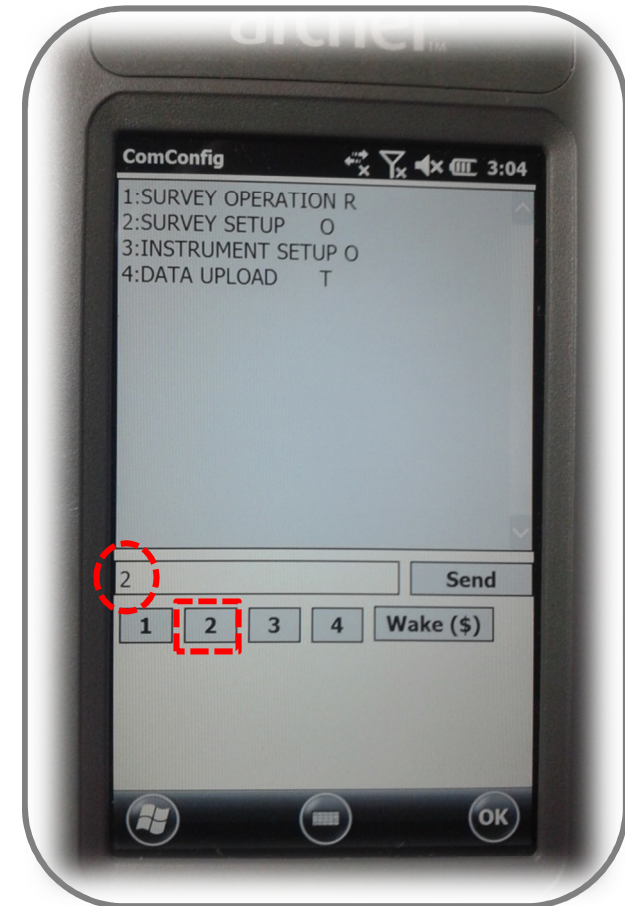 archer TM
ComConfig 3:04
1:SURVEY OPERATION R
2:SURVEY SETUP O
3:INSTRUMENT SETUP O
4:DATA UPLOAD T
2 Send
1 2 3 4 Wake ($)
OK